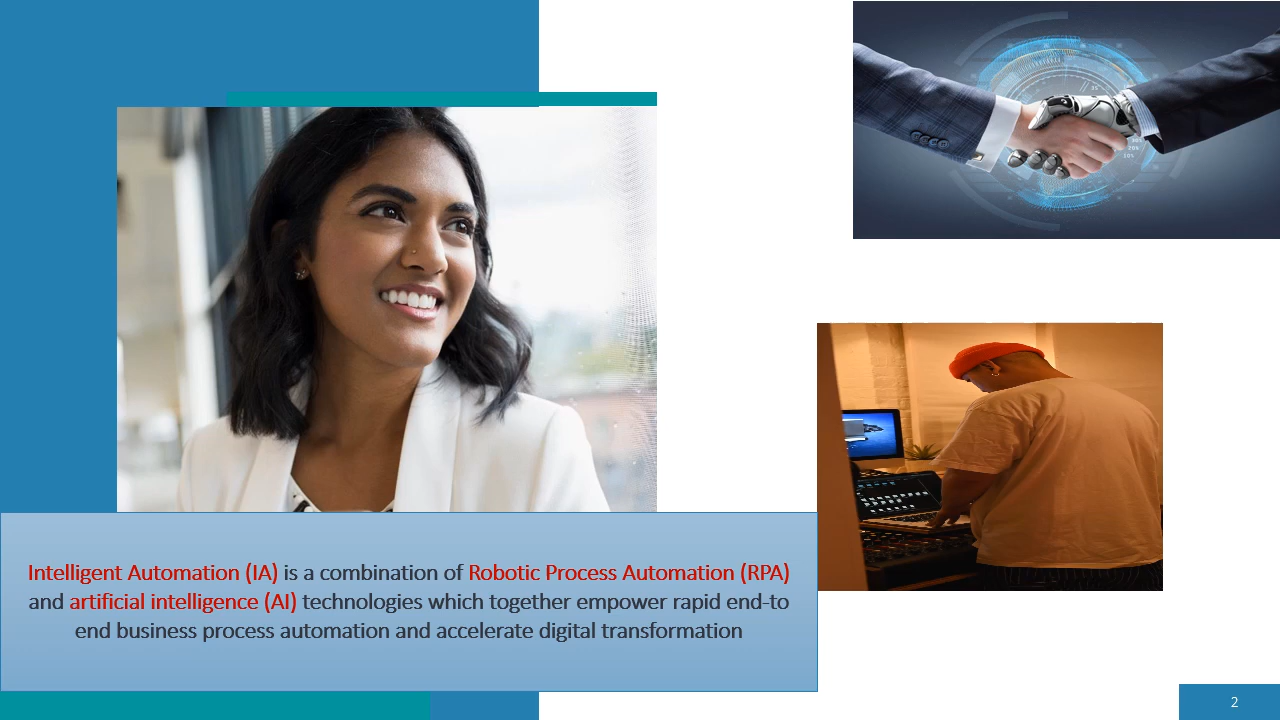 Intelligent Automation (IA) is a combination of Robotic Process Automation (RPA)
and artificial intelligence (AI) technologies which together empower rapid end-to
end business process automation and accelerate digital transformation
2